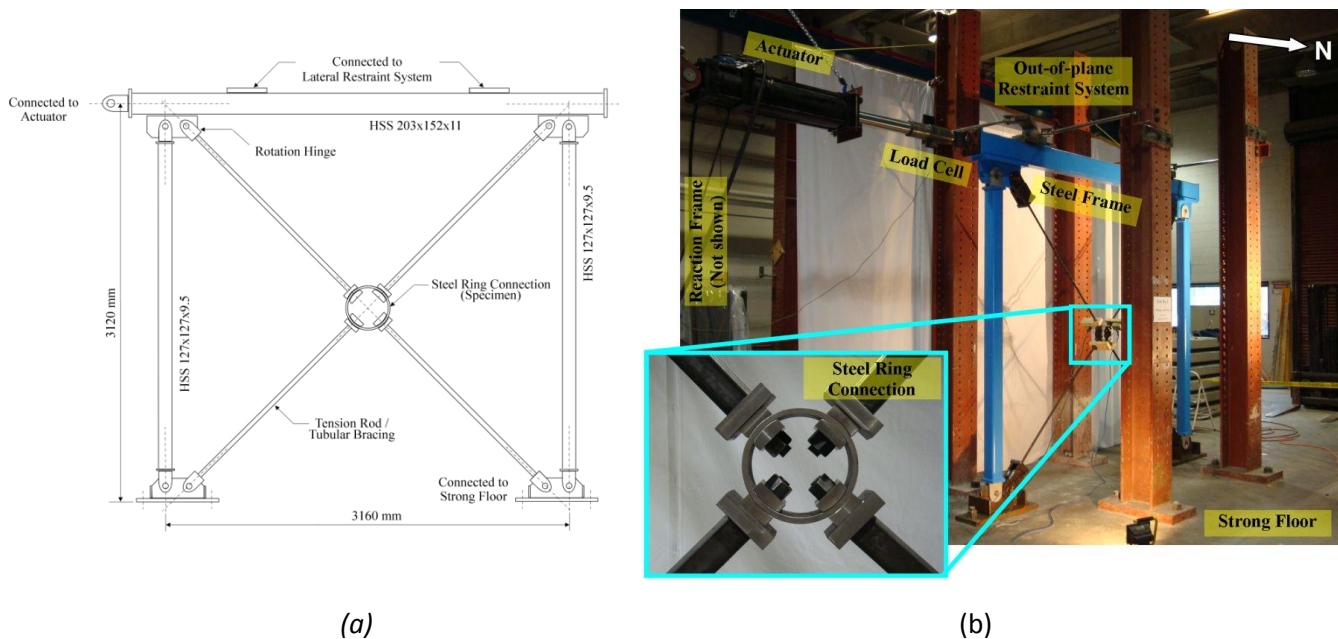 Connected to
Lateral Restraint System
Connected to
Actuator
HSS 203x152x11
Rotation Hinge
HSS 127x127x9.5
Steel Ring Connection
(Specimen)
3120 mm
HSS 127x127x9.5
Tension Rod /
Tubular Bracing
Connected to
Strong Floor
3160 mm
(a)
Actuator
N
Out-of-plane
Restraint System
Load Cell
Steel Frame
Reaction Frame
(Not shown)
Steel Ring
Connection
Strong Floor
(b)